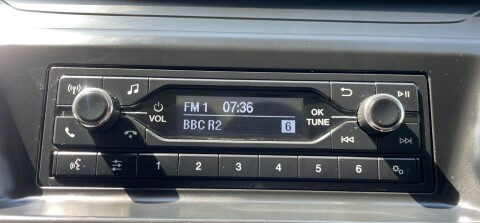 FM 1 07:36
OK
VOL
TUNE
BBC R2 6
1 2 3 4 5 6